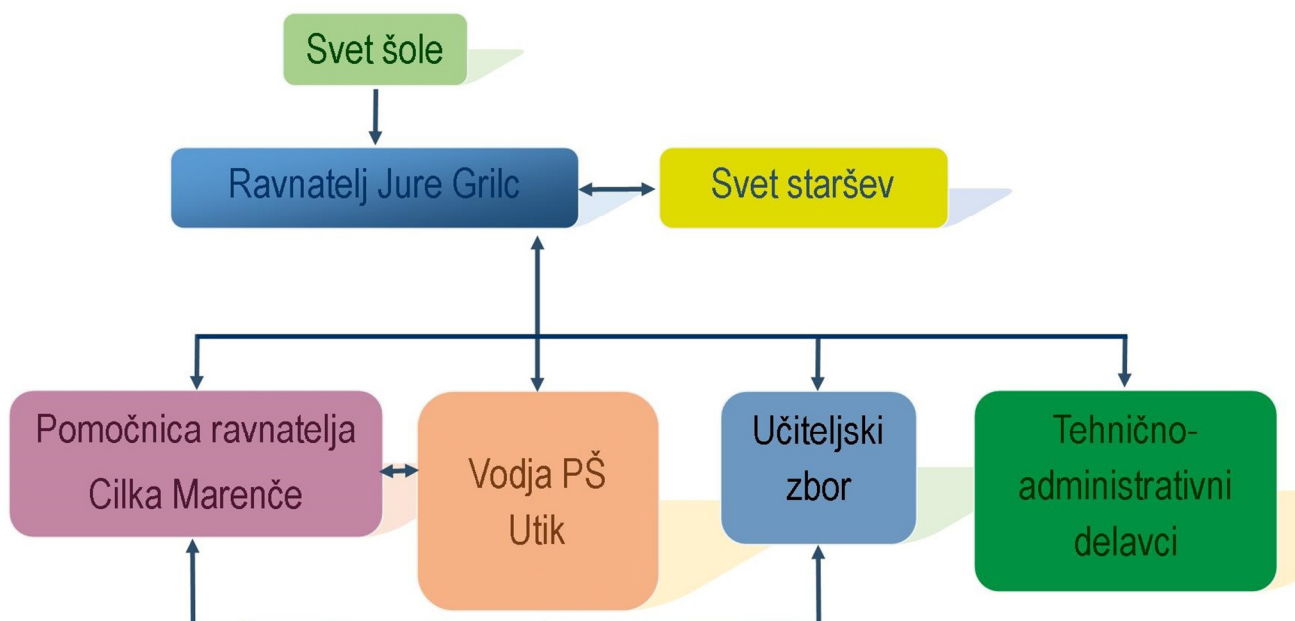 Svet šole
Ravnatelj Jure Grilc
Svet staršev
Pomočnica ravnatelja
Cilka Marenče
Vodja PŠ
Utik
Učiteljski
zbor
Tehnično-
administrativni
delavci